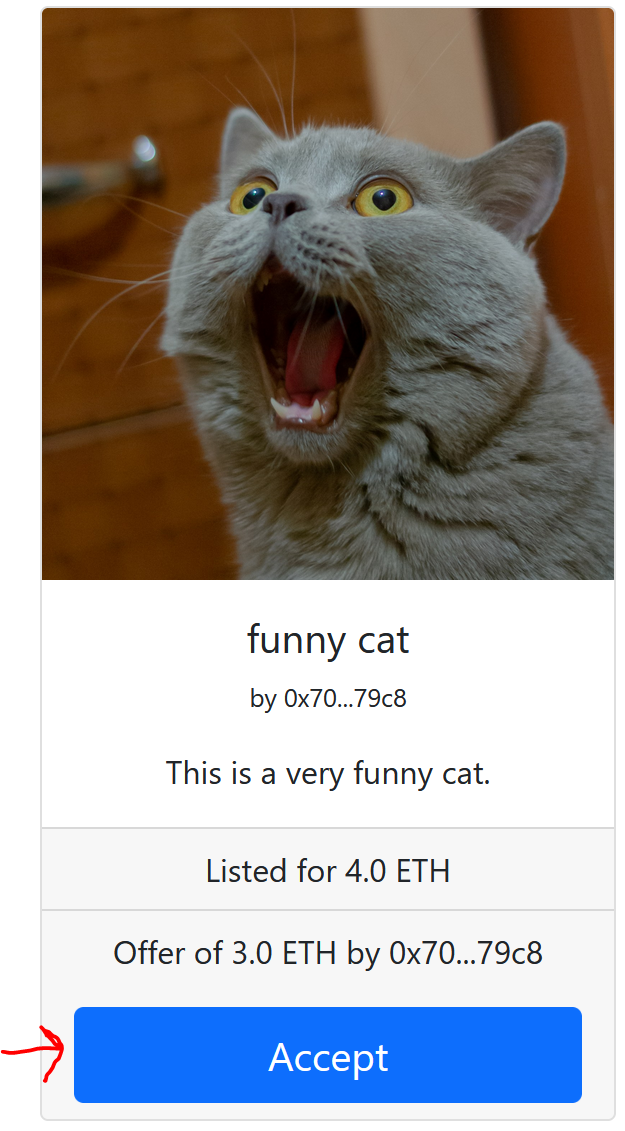 funny cat
by 0x70...79c8
This is a very funny cat.
Listed for 4.0 ETH
Offer of 3.0 ETH by 0x70...79c8
Accept